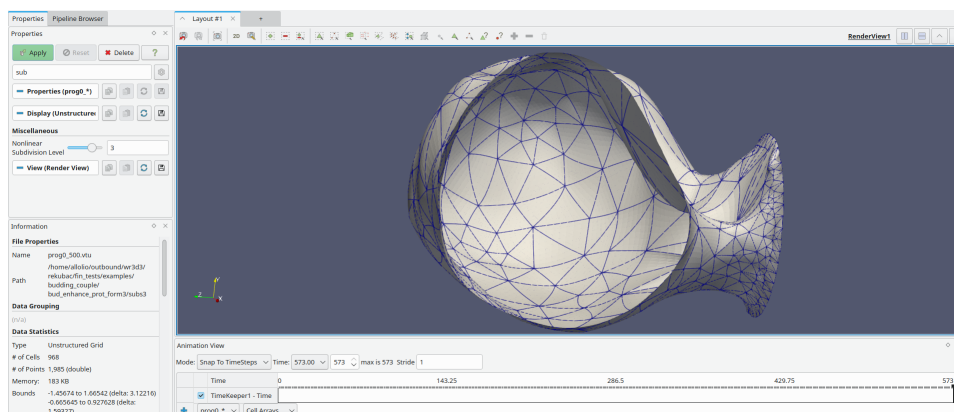 Properties Pipeline Browser
Properties
Apply Reset Delete ?
sub
Properties (prog0_*)
Display (Unstructure
Miscellaneous
Nonlinear
Subdivision Level 3
View (Render View)
Information
File Properties
Name prog0_500.vtu
/home/allolio/outbound/wr3d3/
rekubac/fin_tests/examples/
Path budding_couple/
bud_enhance_prot_form3/subs3
Data Grouping
(n/a)
Data Statistics
Type Unstructured Grid
# of Cells 968
# of Points 1,985 (double)
Memory: 183 KB
Bounds -1.45674 to 1.66542 (delta: 3.12216)
-0.665645 to 0.927628 (delta:
1.59327)
Layout #1 × +
2D RenderView1
Y
Z X
Animation View
Mode: Snap To TimeSteps Time: 573.00 573 max is 573 Stride 1
Time 0 143.25 286.5 429.75 573
TimeKeeper1 - Time
prog0_* Cell Arrays